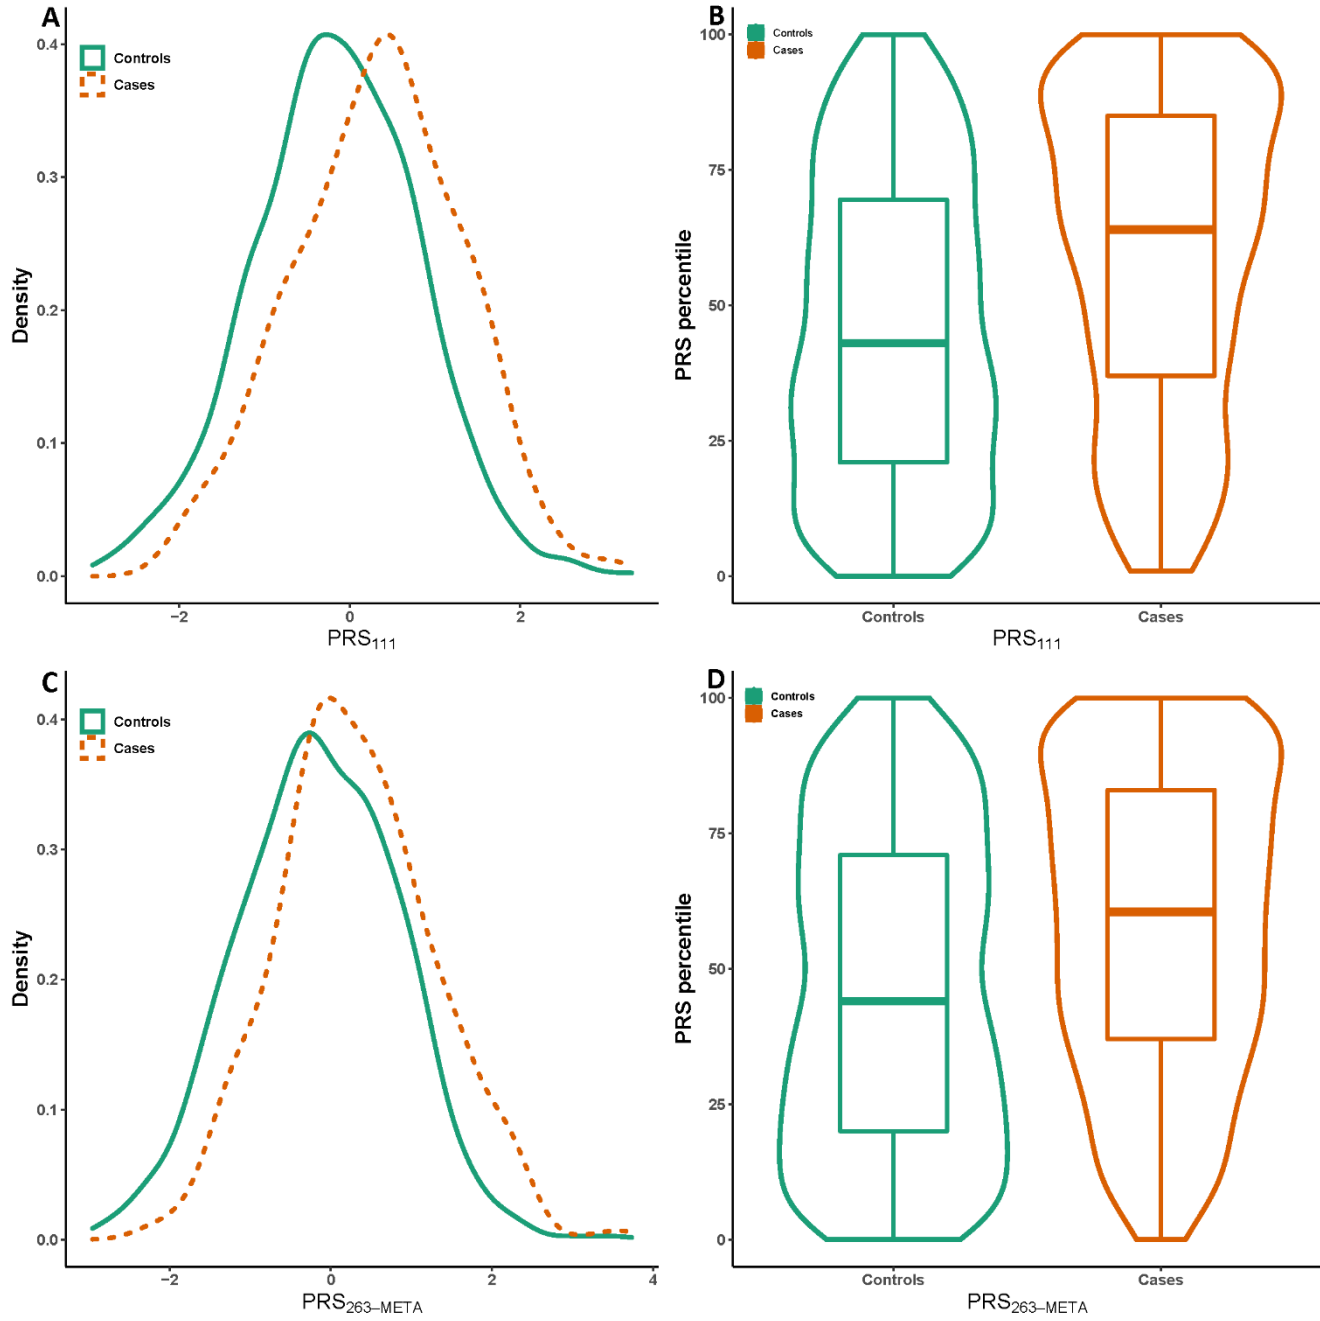 A
Controls
Cases
0.4
0.3
0.2
0.1
0.0
Density
−2
0
2
PRS111
B
Controls
Cases
100
75
50
25
0
PRS percentile
Controls
Cases
PRS111
C
Controls
Cases
0.4
0.3
0.2
0.1
0.0
Density
−2
0
2
4
PRS263−META
D
Controls
Cases
100
75
50
25
0
PRS percentile
Controls
Cases
PRS263−META